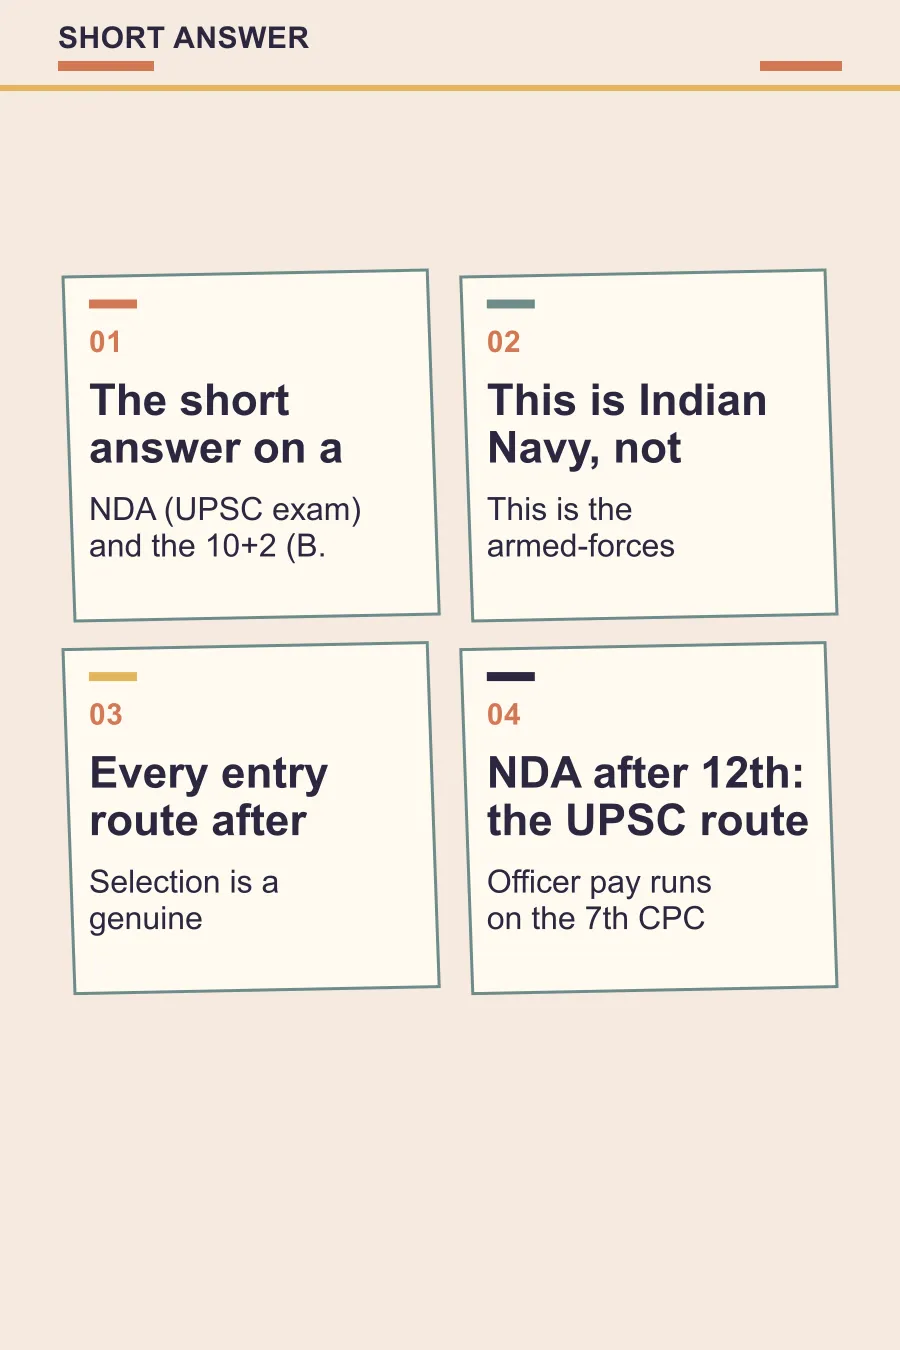 SHORT ANSWER
01
The short
answer on a
NDA (UPSC exam)
and the 10+2 (B.
02
This is Indian
Navy, not
This is the
armed-forces
03
Every entry
route after
Selection is a
genuine
04
NDA after 12th:
the UPSC route
Officer pay runs
on the 7th CPC